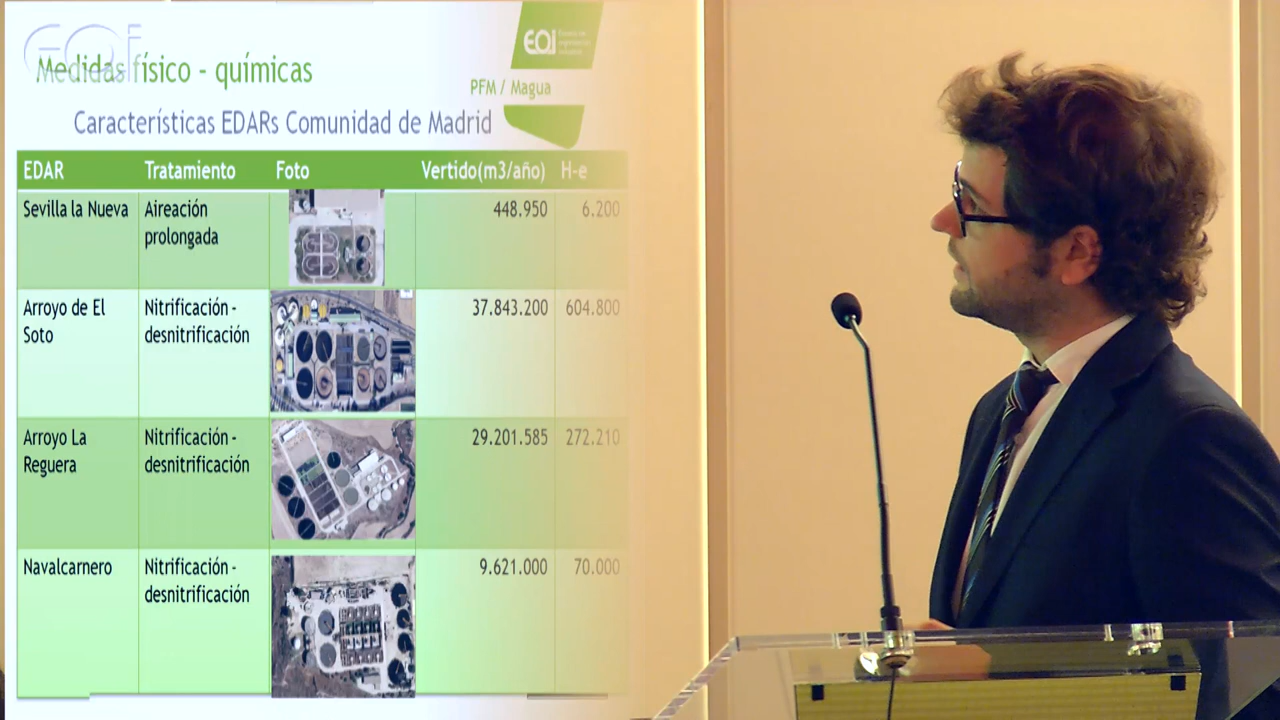 EOI
Medidas físico - químicas
PFM / Magua
Características EDARs Comunidad de Madrid
EDAR Tratamiento Foto Vertido(m3/año) H-e
Sevilla la Nueva Aireación prolongada 448.950 6.200
Arroyo de El Soto Nitrificación - desnitrificación 37.843.200 604.800
Arroyo La Reguera Nitrificación - desnitrificación 29.201.585 272.210
Navalcarnero Nitrificación - desnitrificación 9.621.000 70.000